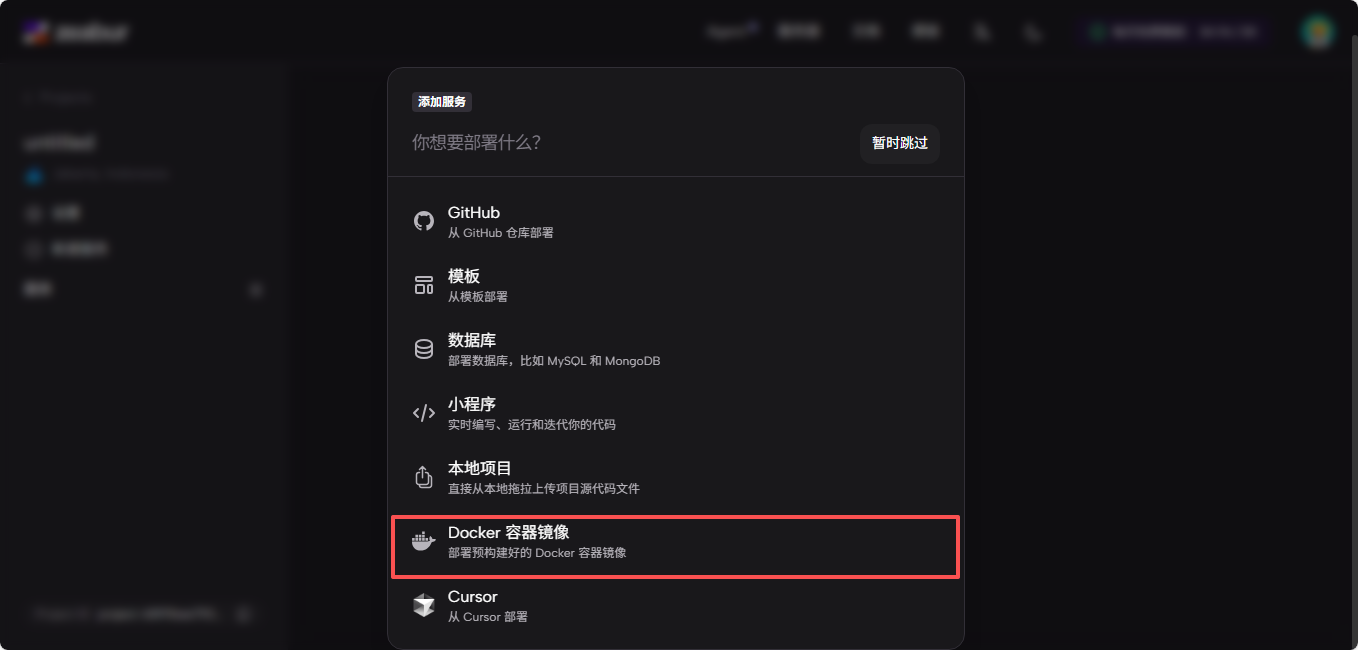 添加服务
你想要部署什么？
暂时跳过
GitHub
从 GitHub 仓库部署
模板
从模板部署
数据库
部署数据库，比如 MySQL 和 MongoDB
小程序
实时编写、运行和迭代你的代码
本地项目
直接从本地拖拉上传项目源代码文件
Docker 容器镜像
部署预构建好的 Docker 容器镜像
Cursor
从 Cursor 部署